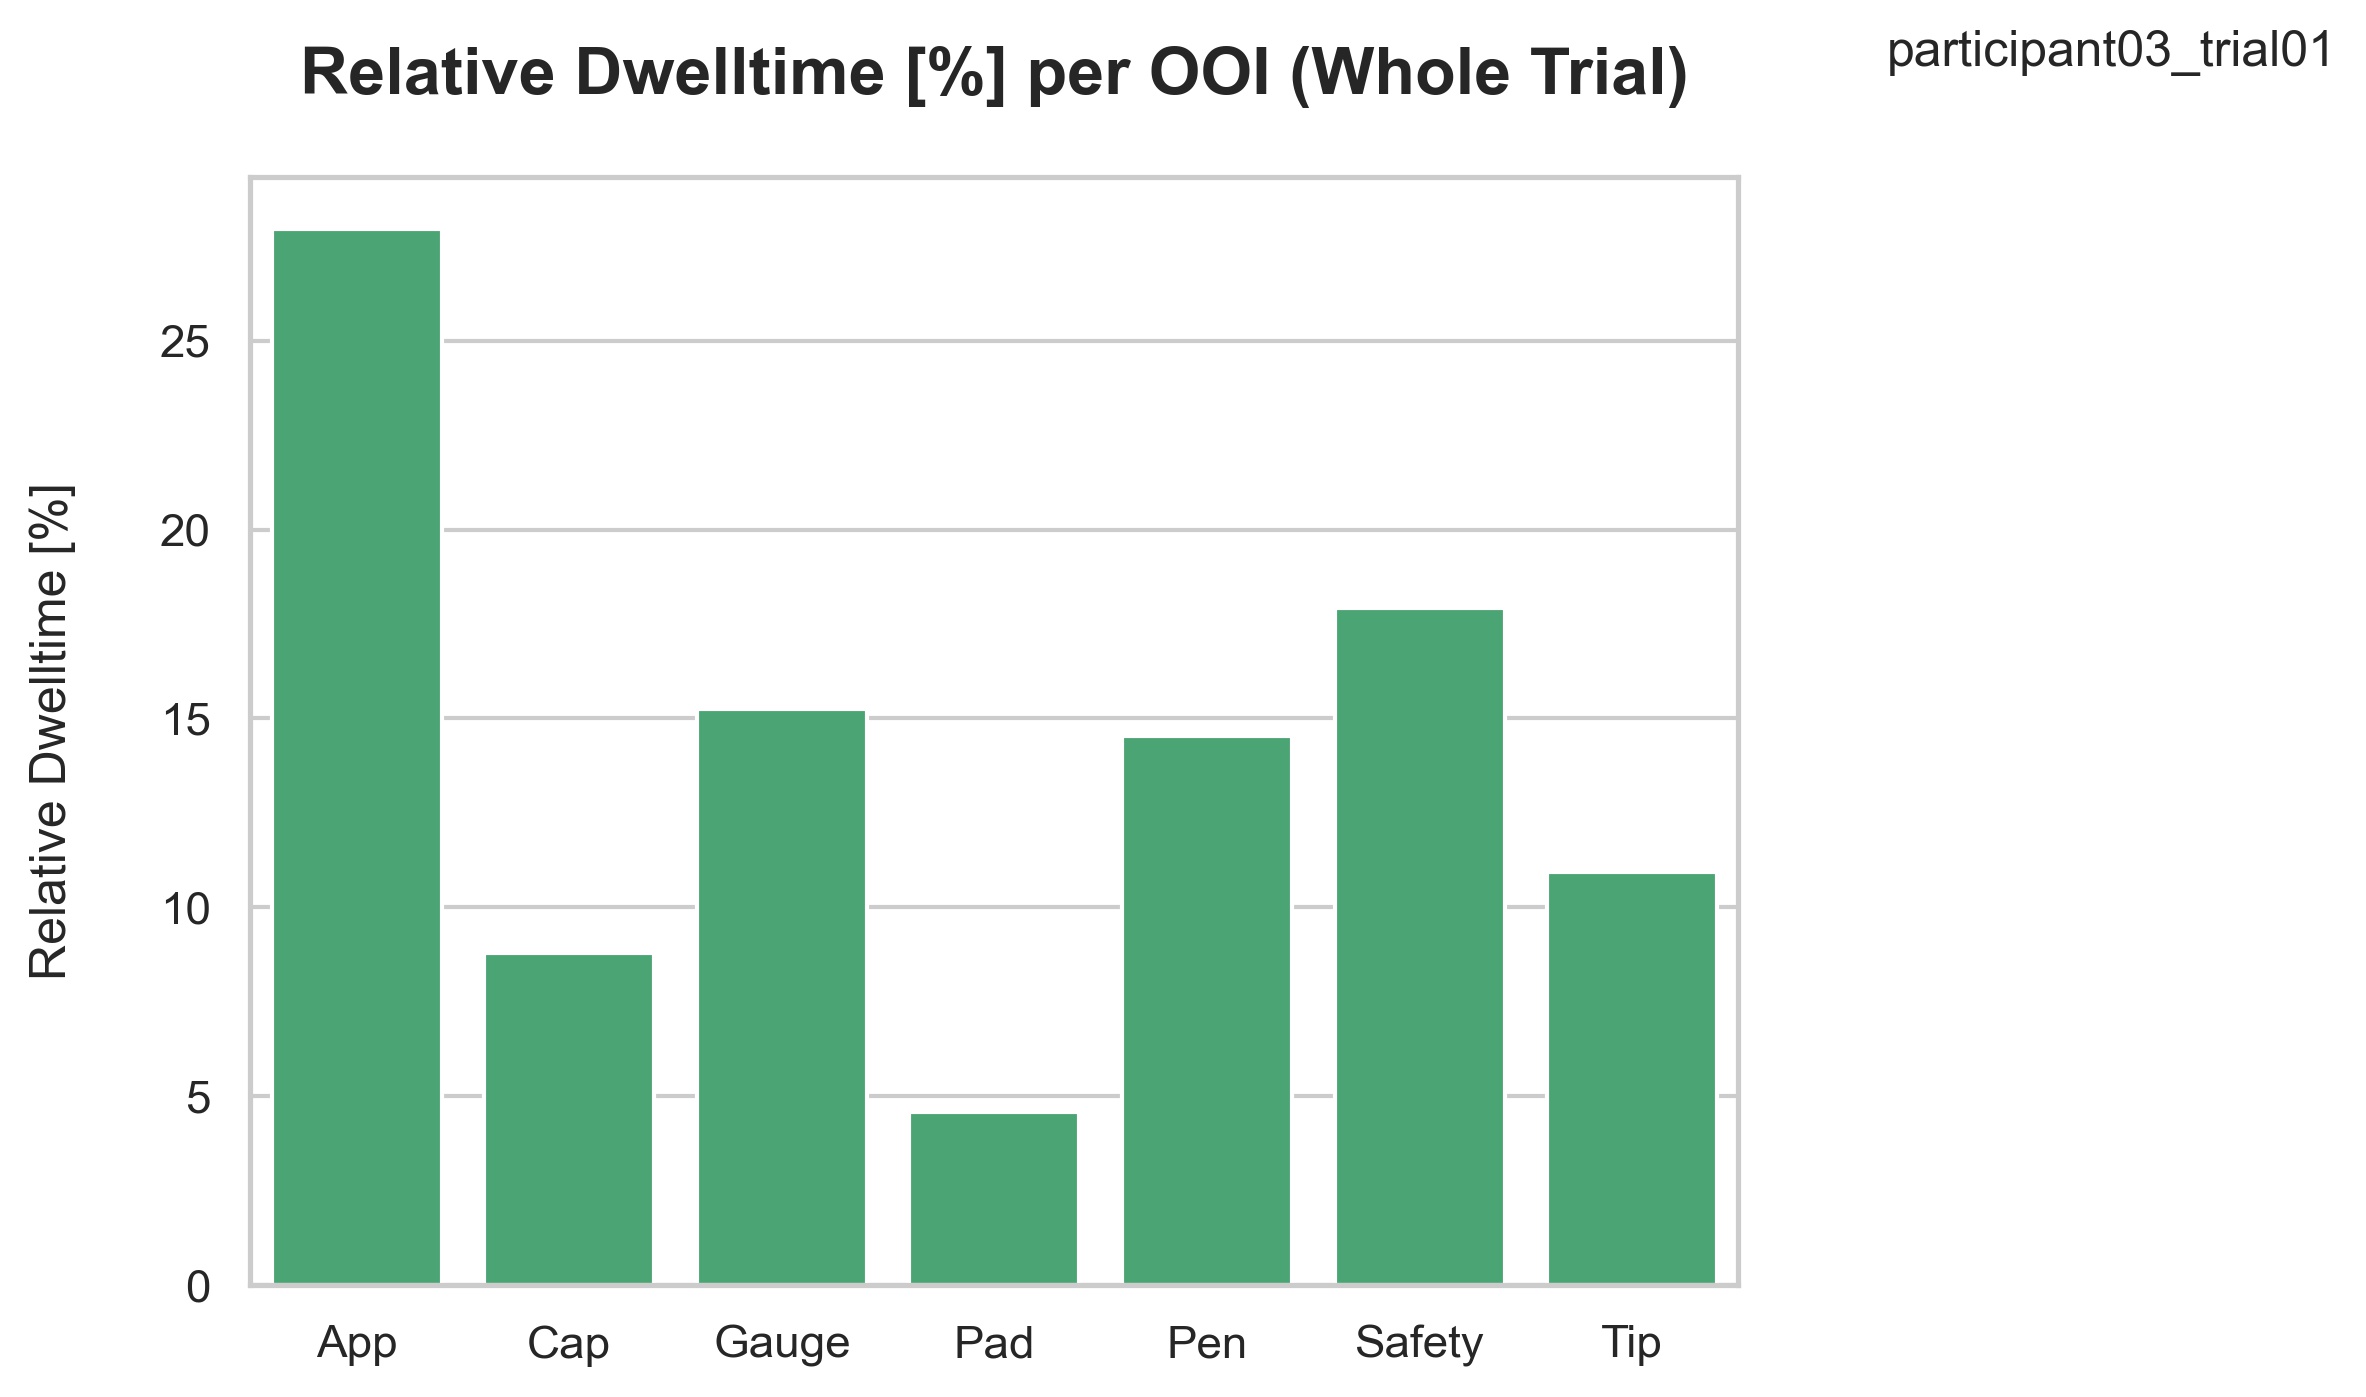 participant03_trial01
Relative Dwelltime [%] per OOI (Whole Trial)
Relative Dwelltime [%]
25
20
15
10
5
0
App Cap Gauge Pad Pen Safety Tip